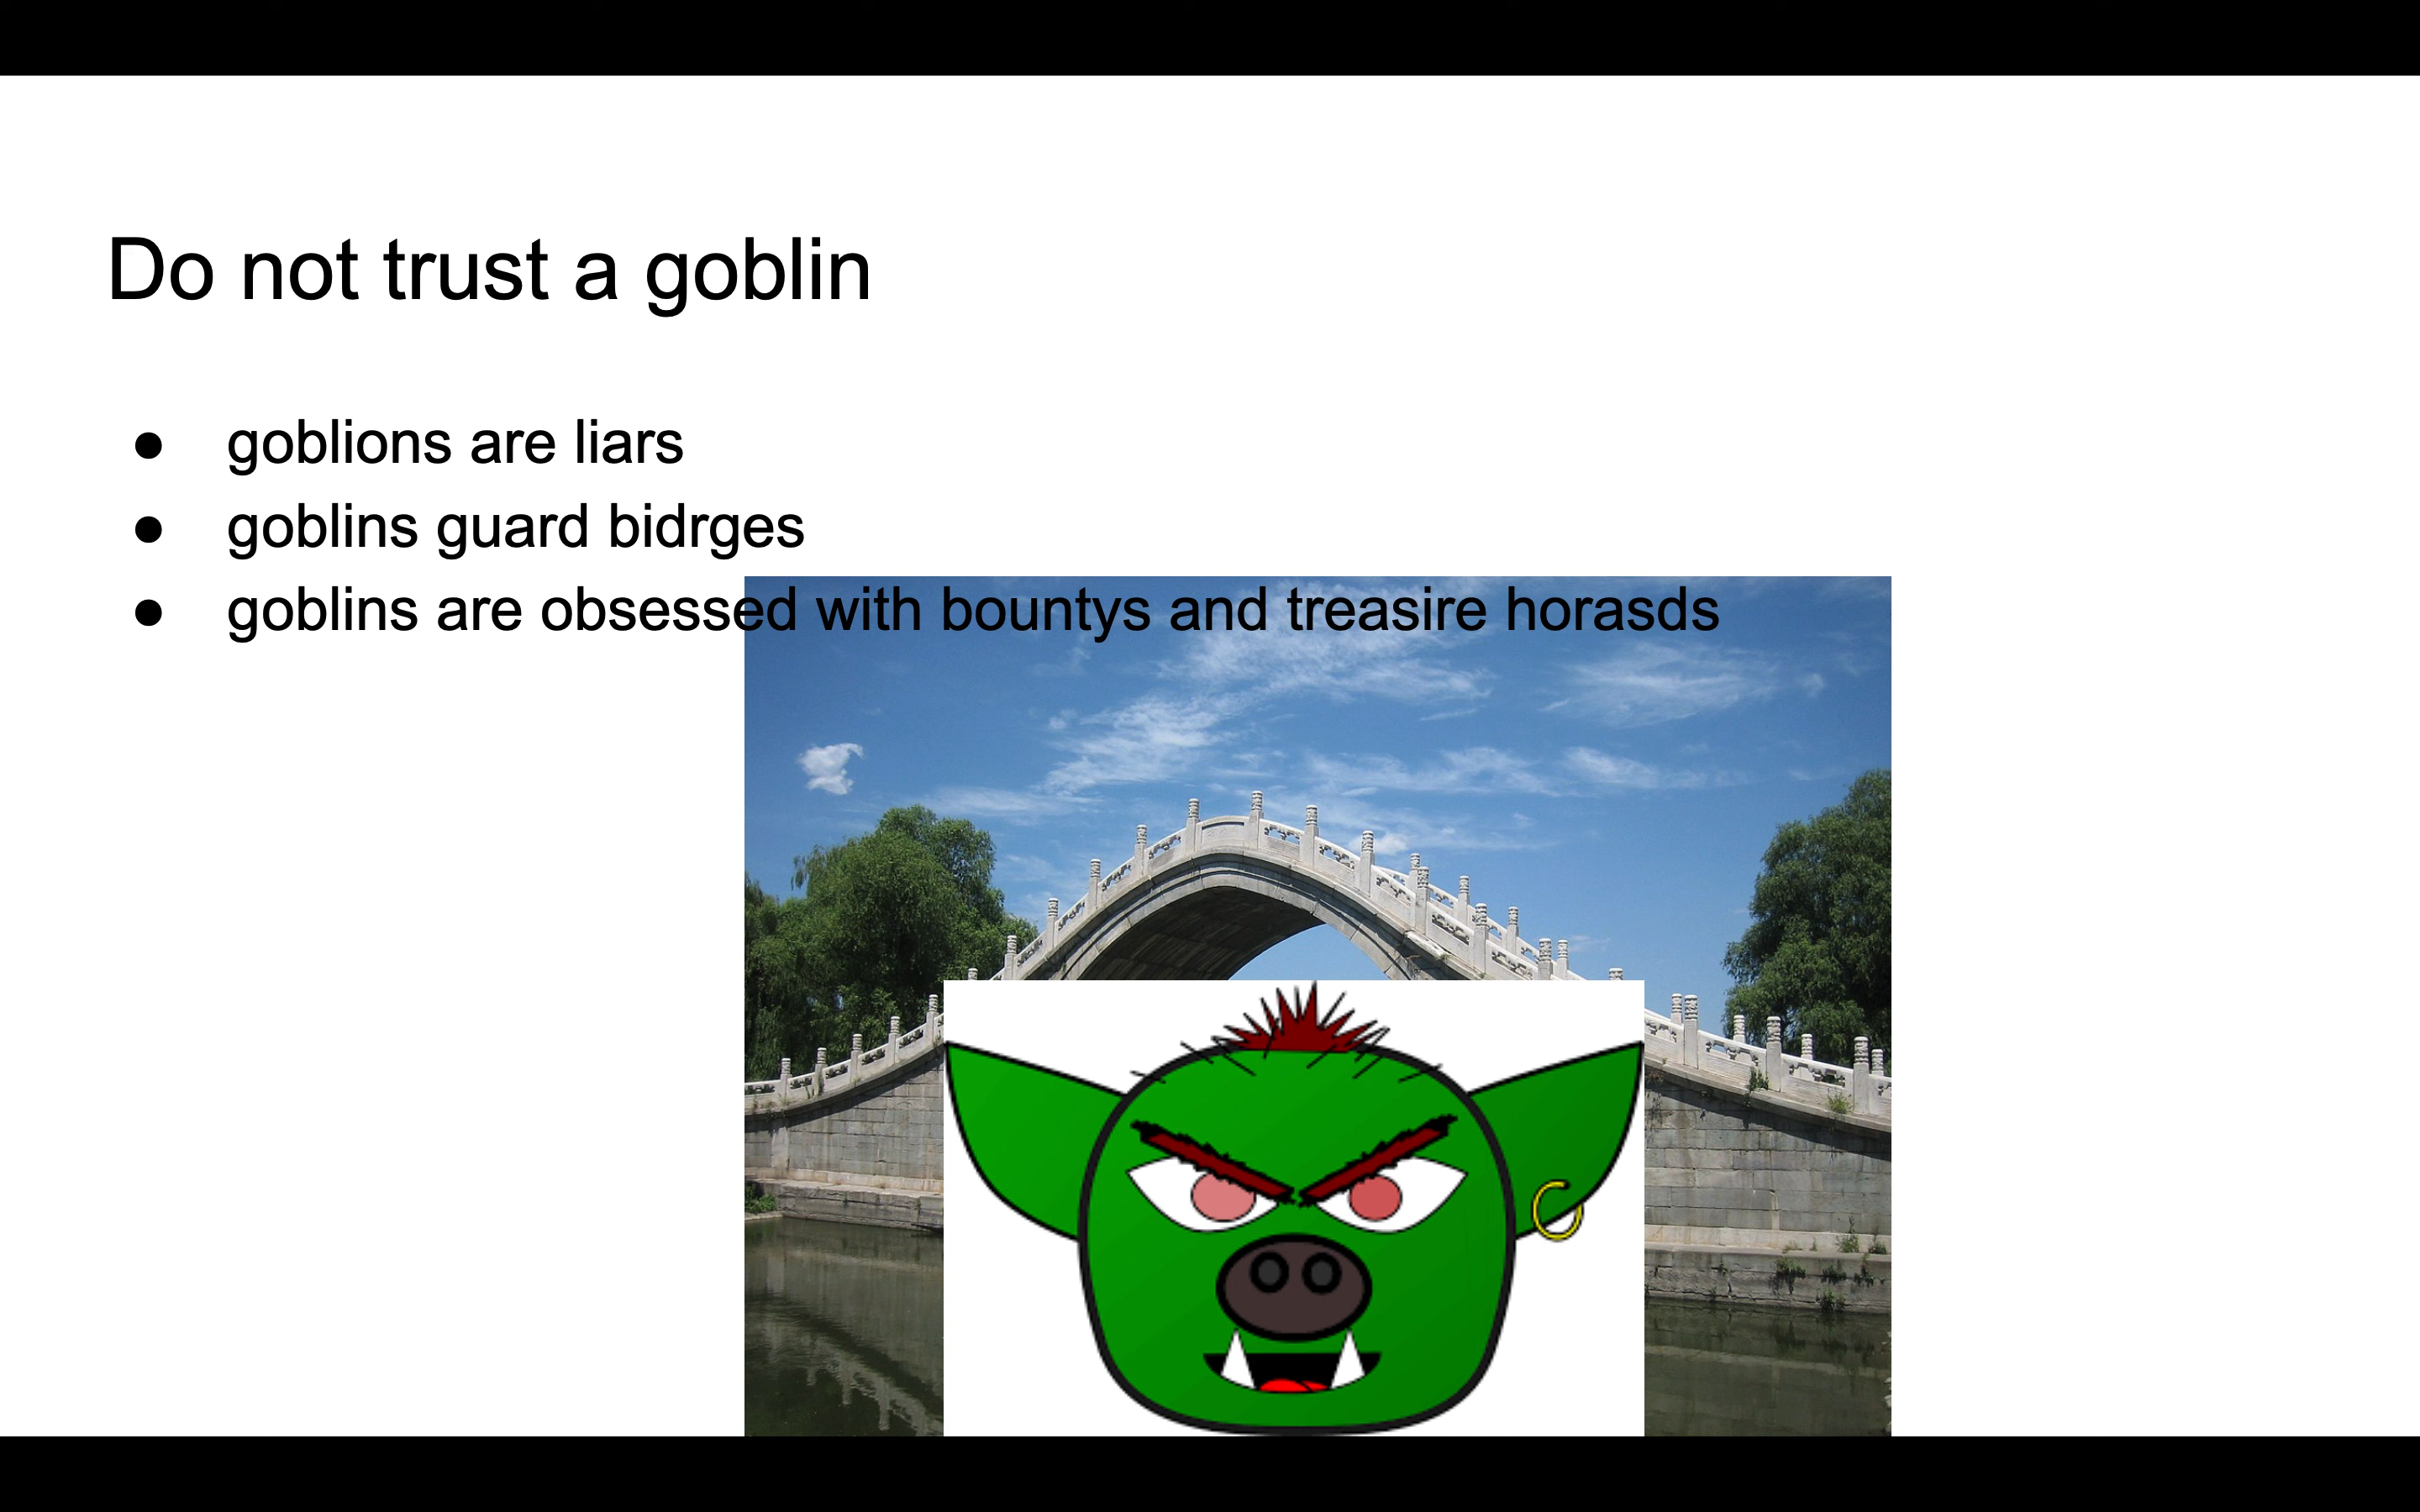 Do not trust a goblin
● goblions are liars
● goblins guard bidrges
● goblins are obsessed with bountys and treasire horasds